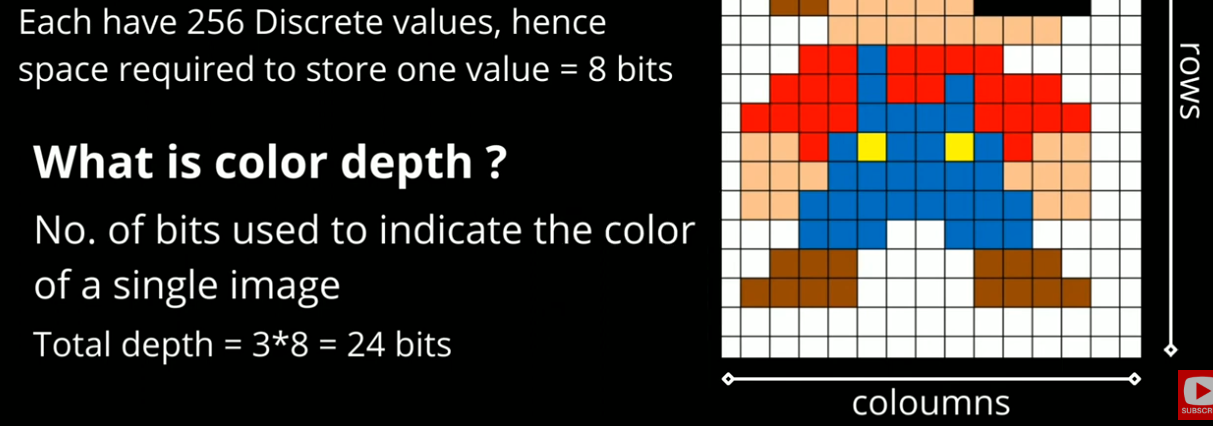 Each have 256 Discrete values, hence
space required to store one value = 8 bits
What is color depth ?
No. of bits used to indicate the color
of a single image
Total depth = 3*8 = 24 bits
rows
coloumns
SUBSCR